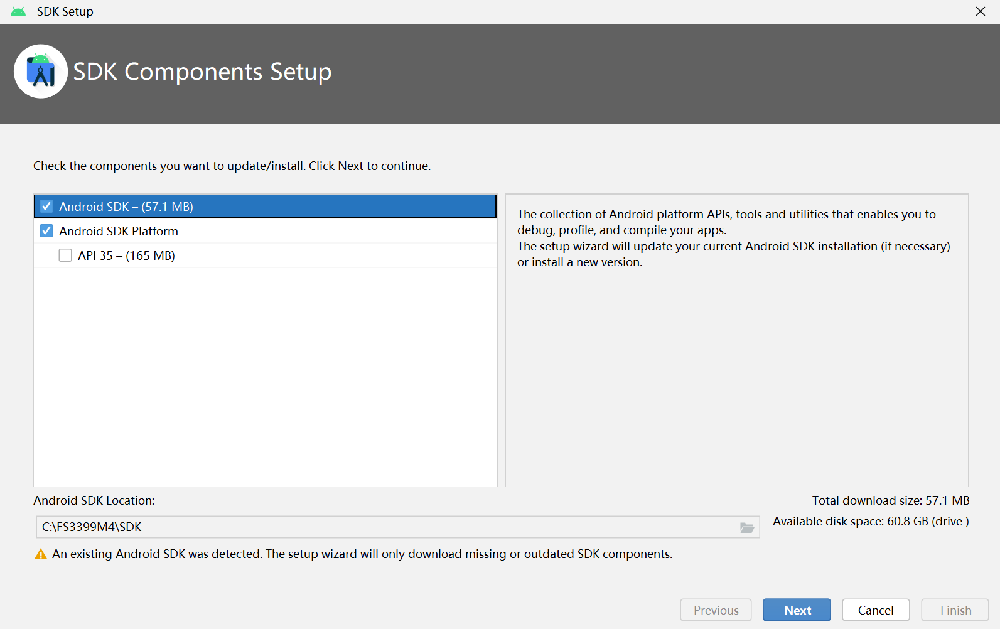 SDK Setup
SDK Components Setup
Check the components you want to update/install. Click Next to continue.
Android SDK – (57.1 MB)
Android SDK Platform
API 35 – (165 MB)
The collection of Android platform APIs, tools and utilities that enables you to
debug, profile, and compile your apps.
The setup wizard will update your current Android SDK installation (if necessary)
or install a new version.
Android SDK Location:
Total download size: 57.1 MB
C:\FS3399M4\SDK
Available disk space: 60.8 GB (drive )
An existing Android SDK was detected. The setup wizard will only download missing or outdated SDK components.
Previous
Next
Cancel
Finish